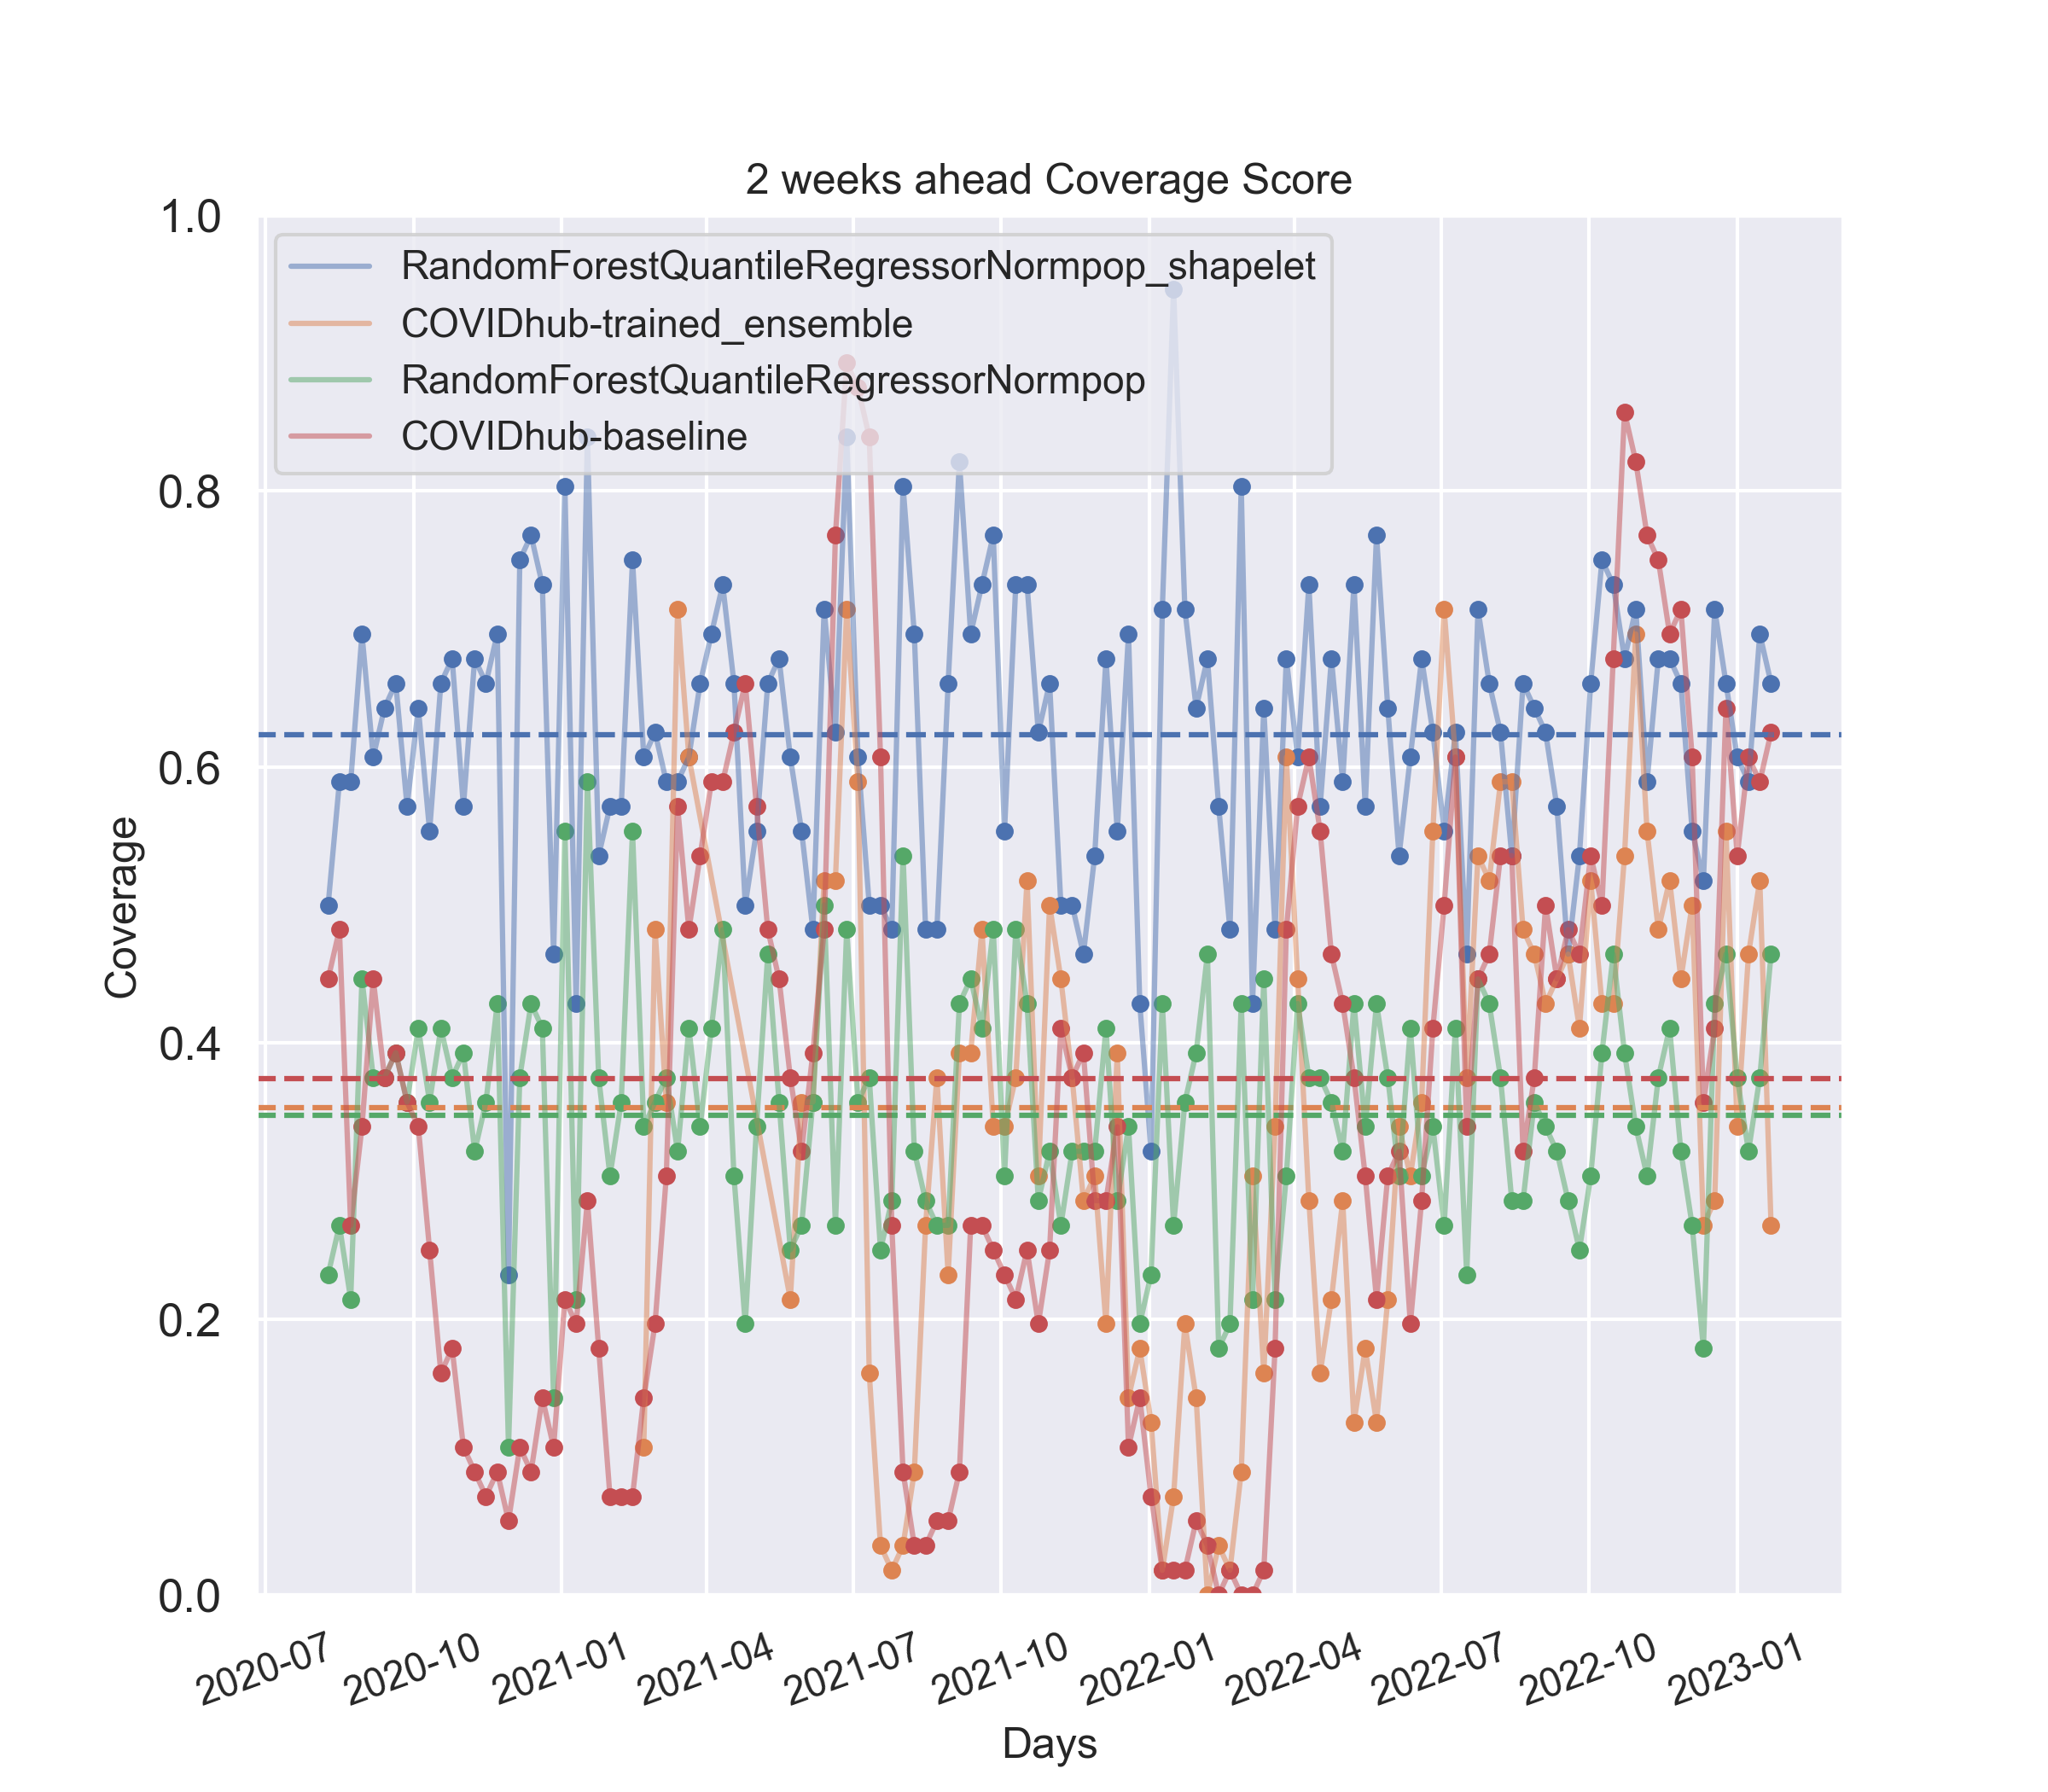 2 weeks ahead Coverage Score
1.0
0.8
0.6
0.4
0.2
0.0
Coverage
RandomForestQuantileRegressorNormpop_shapelet
COVIDhub-trained_ensemble
RandomForestQuantileRegressorNormpop
COVIDhub-baseline
2020-07
2020-10
2021-01
2021-04
2021-07
2021-10
2022-01
2022-04
2022-07
2022-10
2023-01
Days